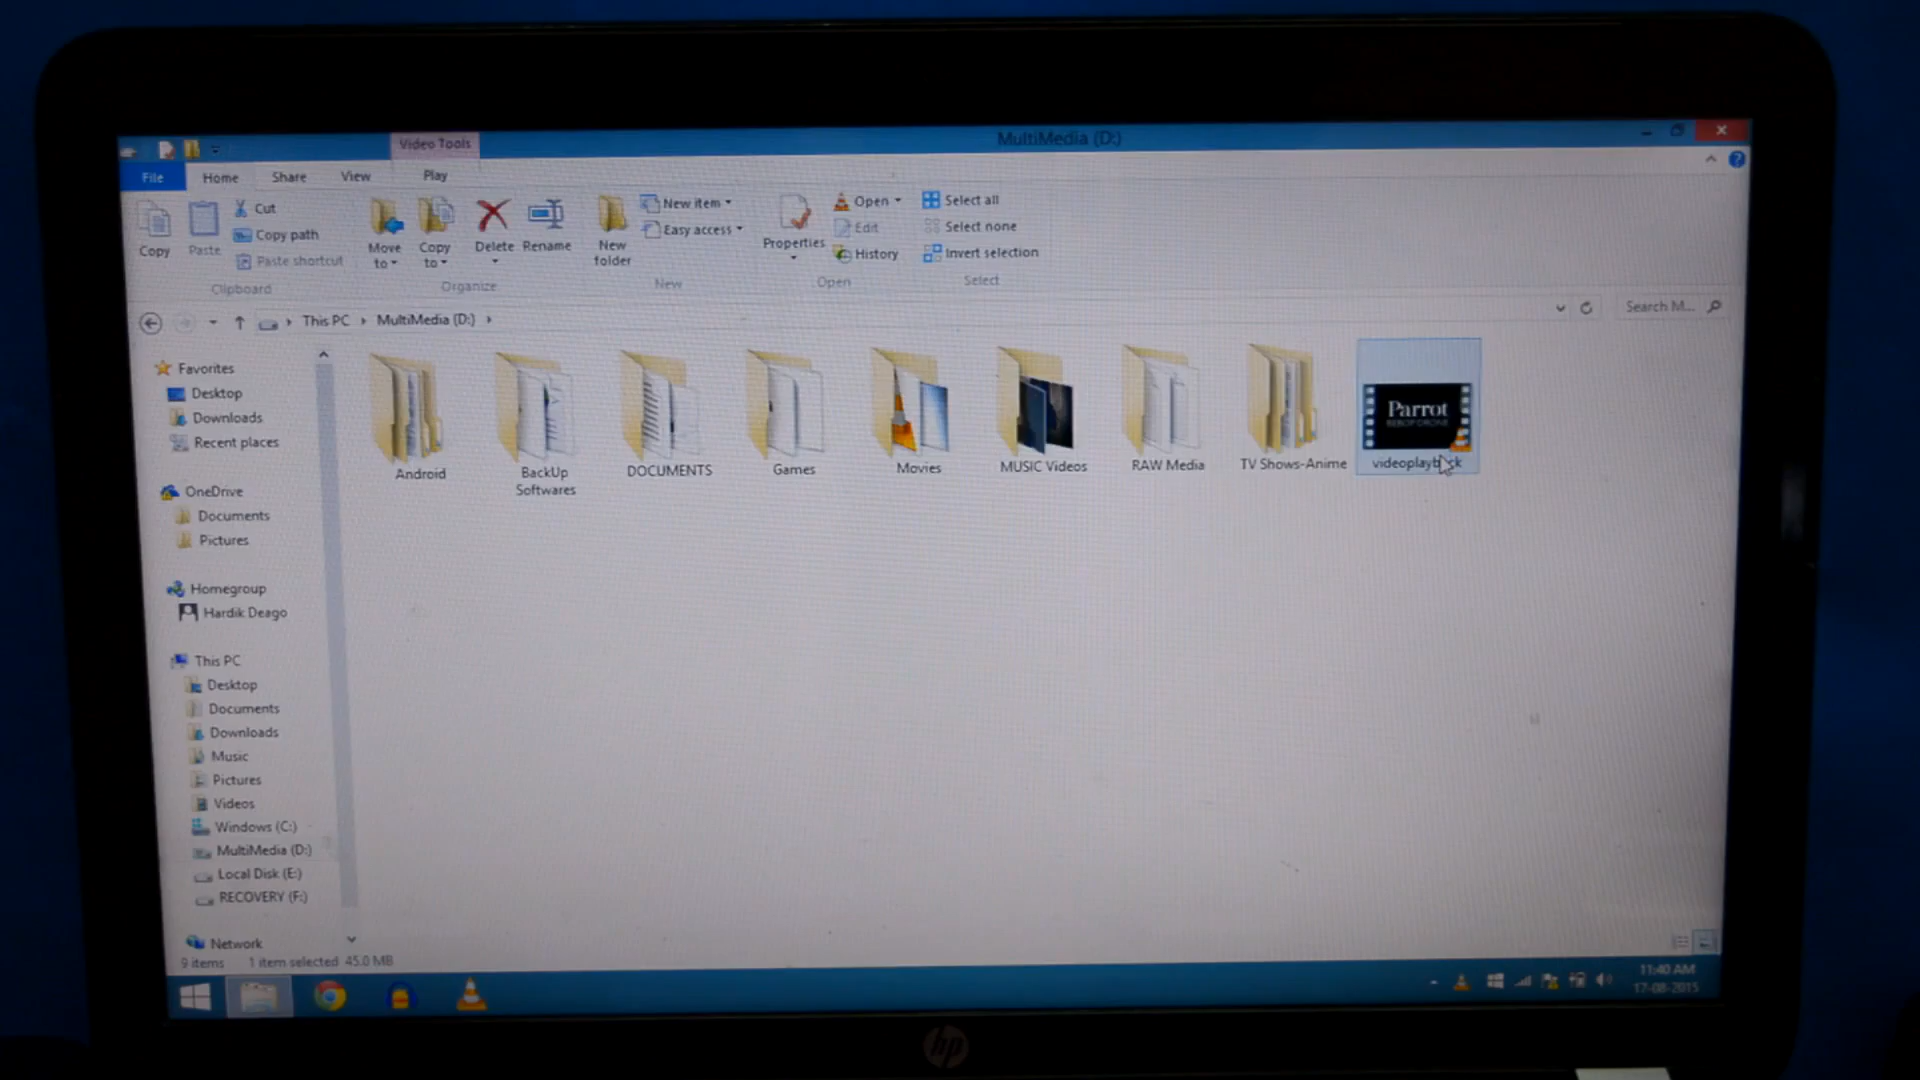 Video Tools
MultiMedia (D:)
File
Home
Share
View
Play
Copy
Paste
Cut
Copy path
Paste shortcut
Clipboard
Move to
Copy to
Delete
Rename
Organize
New folder
New item
Easy access
New
Properties
Open
Edit
History
Open
Select all
Select none
Invert selection
Select
This PC
MultiMedia (D:)
Search M...
Favorites
Desktop
Downloads
Recent places
OneDrive
Documents
Pictures
Homegroup
Hardik Deago
This PC
Desktop
Documents
Downloads
Music
Pictures
Videos
Windows (C:)
MultiMedia (D:)
Local Disk (E:)
RECOVERY (F:)
Network
Android
BackUp
Softwares
DOCUMENTS
Games
Movies
MUSIC Videos
RAW Media
TV Shows-Anime
Parrot
BEBOP DRONE
videoplayback
9 items
1 item selected 45.0 MB
11:40 AM
17-08-2015
hp